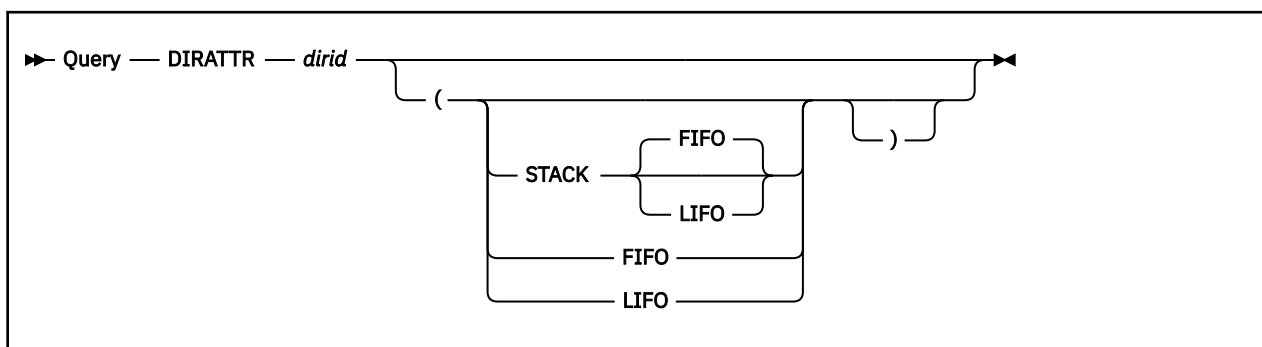 Query DIRATTR dirid
(
FIFO
)
STACK
LIFO
FIFO
LIFO